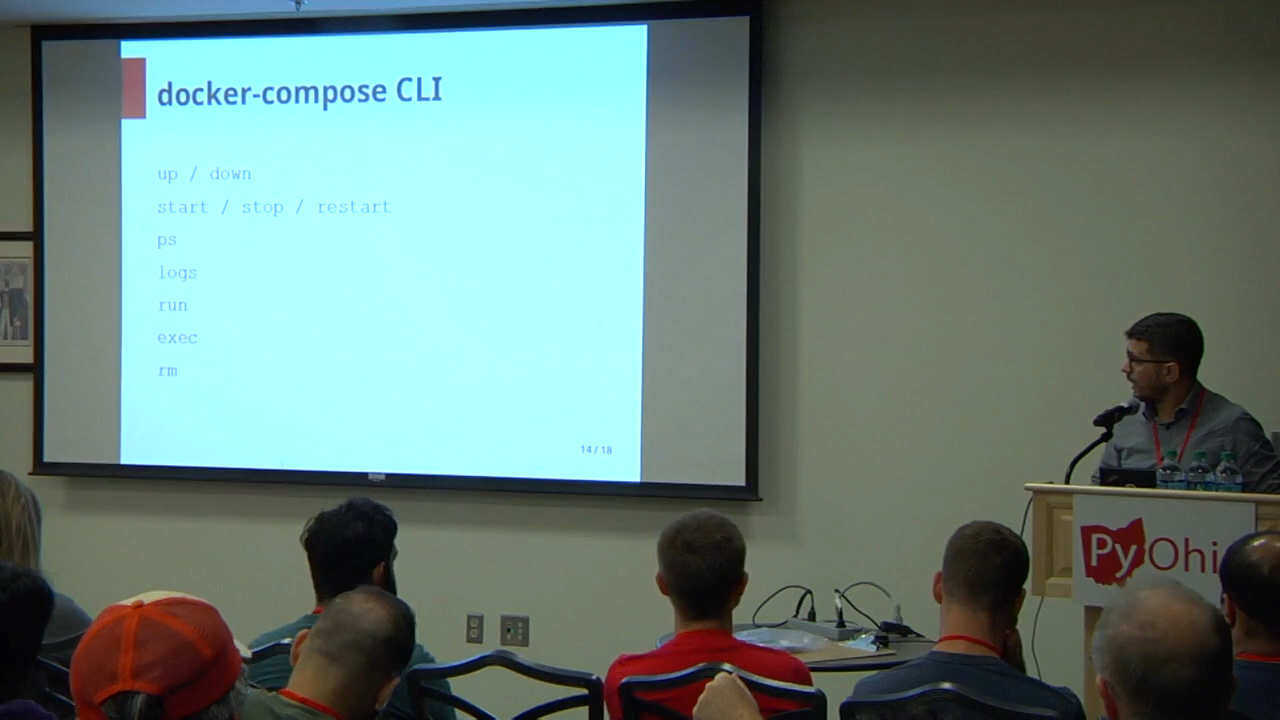 docker-compose CLI
up / down
start / stop / restart
ps
logs
run
exec
rm
14 / 18
PyOhi